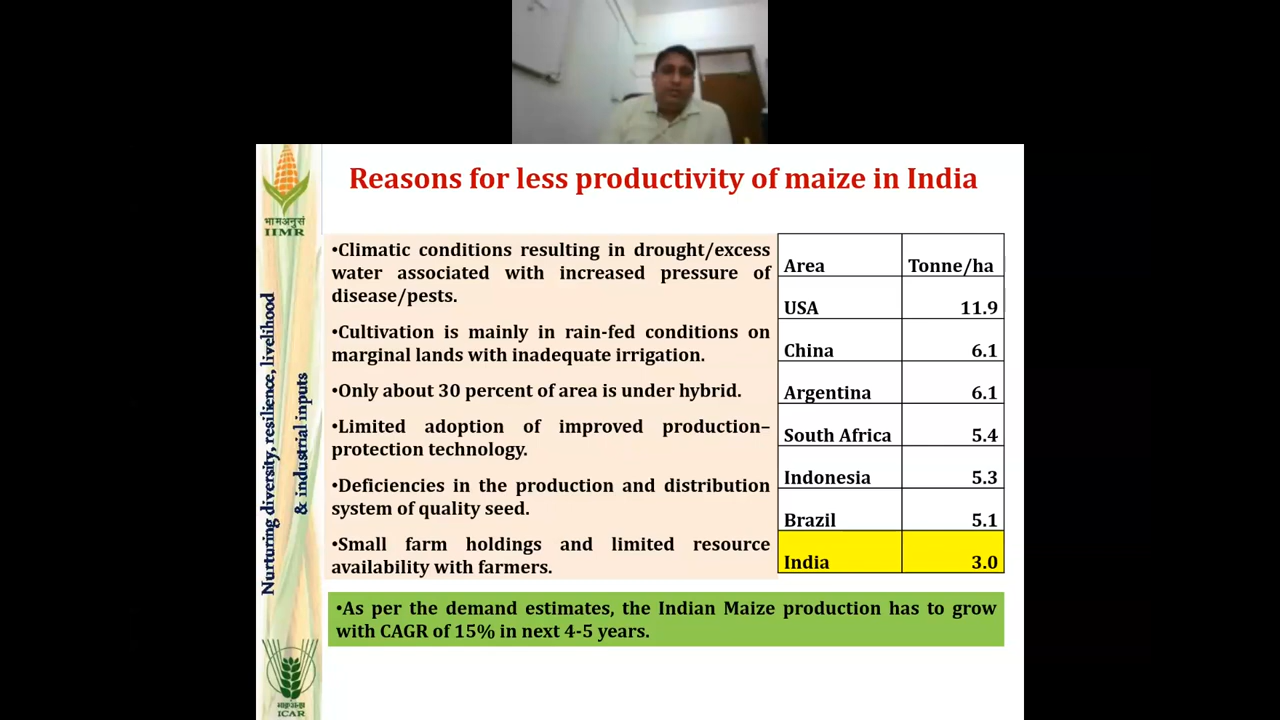 Reasons for less productivity of maize in India
भामअनुसं
IIMR
Nurturing diversity, resilience, livelihood
& industrial inputs
•Climatic conditions resulting in drought/excess
water associated with increased pressure of
disease/pests.
•Cultivation is mainly in rain-fed conditions on
marginal lands with inadequate irrigation.
•Only about 30 percent of area is under hybrid.
•Limited adoption of improved production–
protection technology.
•Deficiencies in the production and distribution
system of quality seed.
•Small farm holdings and limited resource
availability with farmers.
Area Tonne/ha
USA 11.9
China 6.1
Argentina 6.1
South Africa 5.4
Indonesia 5.3
Brazil 5.1
India 3.0
•As per the demand estimates, the Indian Maize production has to grow
with CAGR of 15% in next 4-5 years.
भाकृअनुप
ICAR